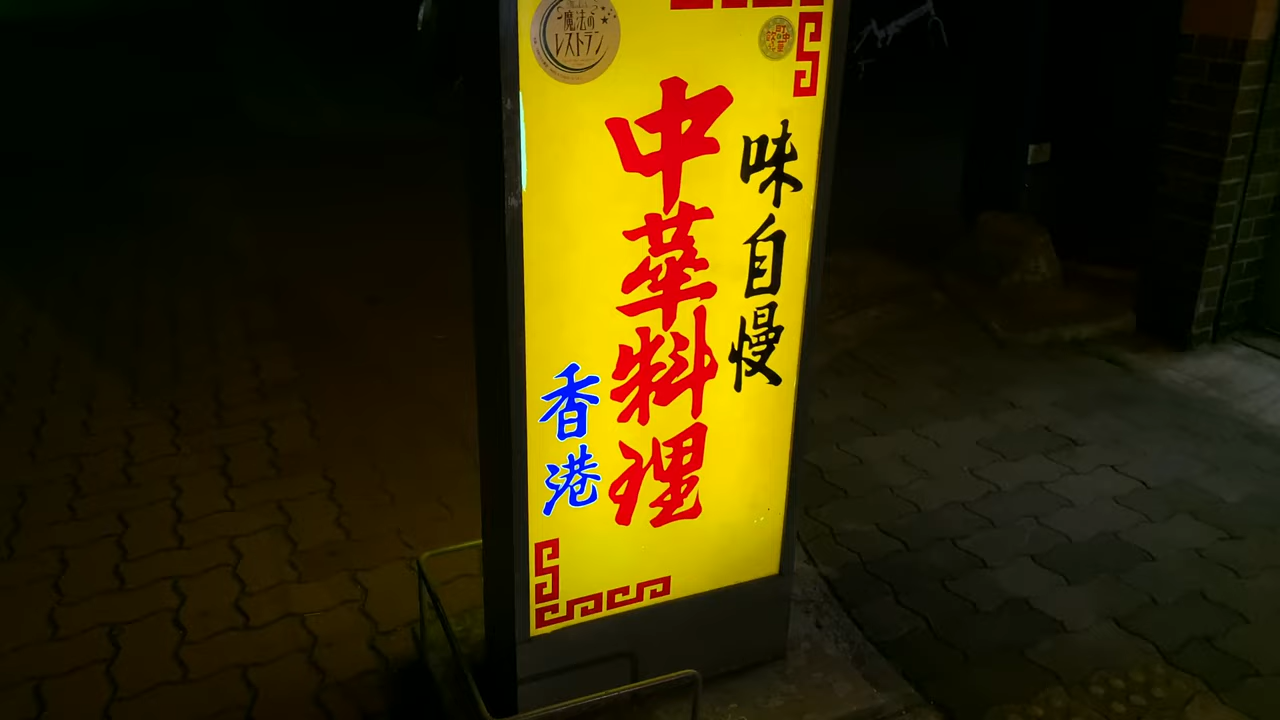 魔法の
レストラン
味自慢
中華料理
香港